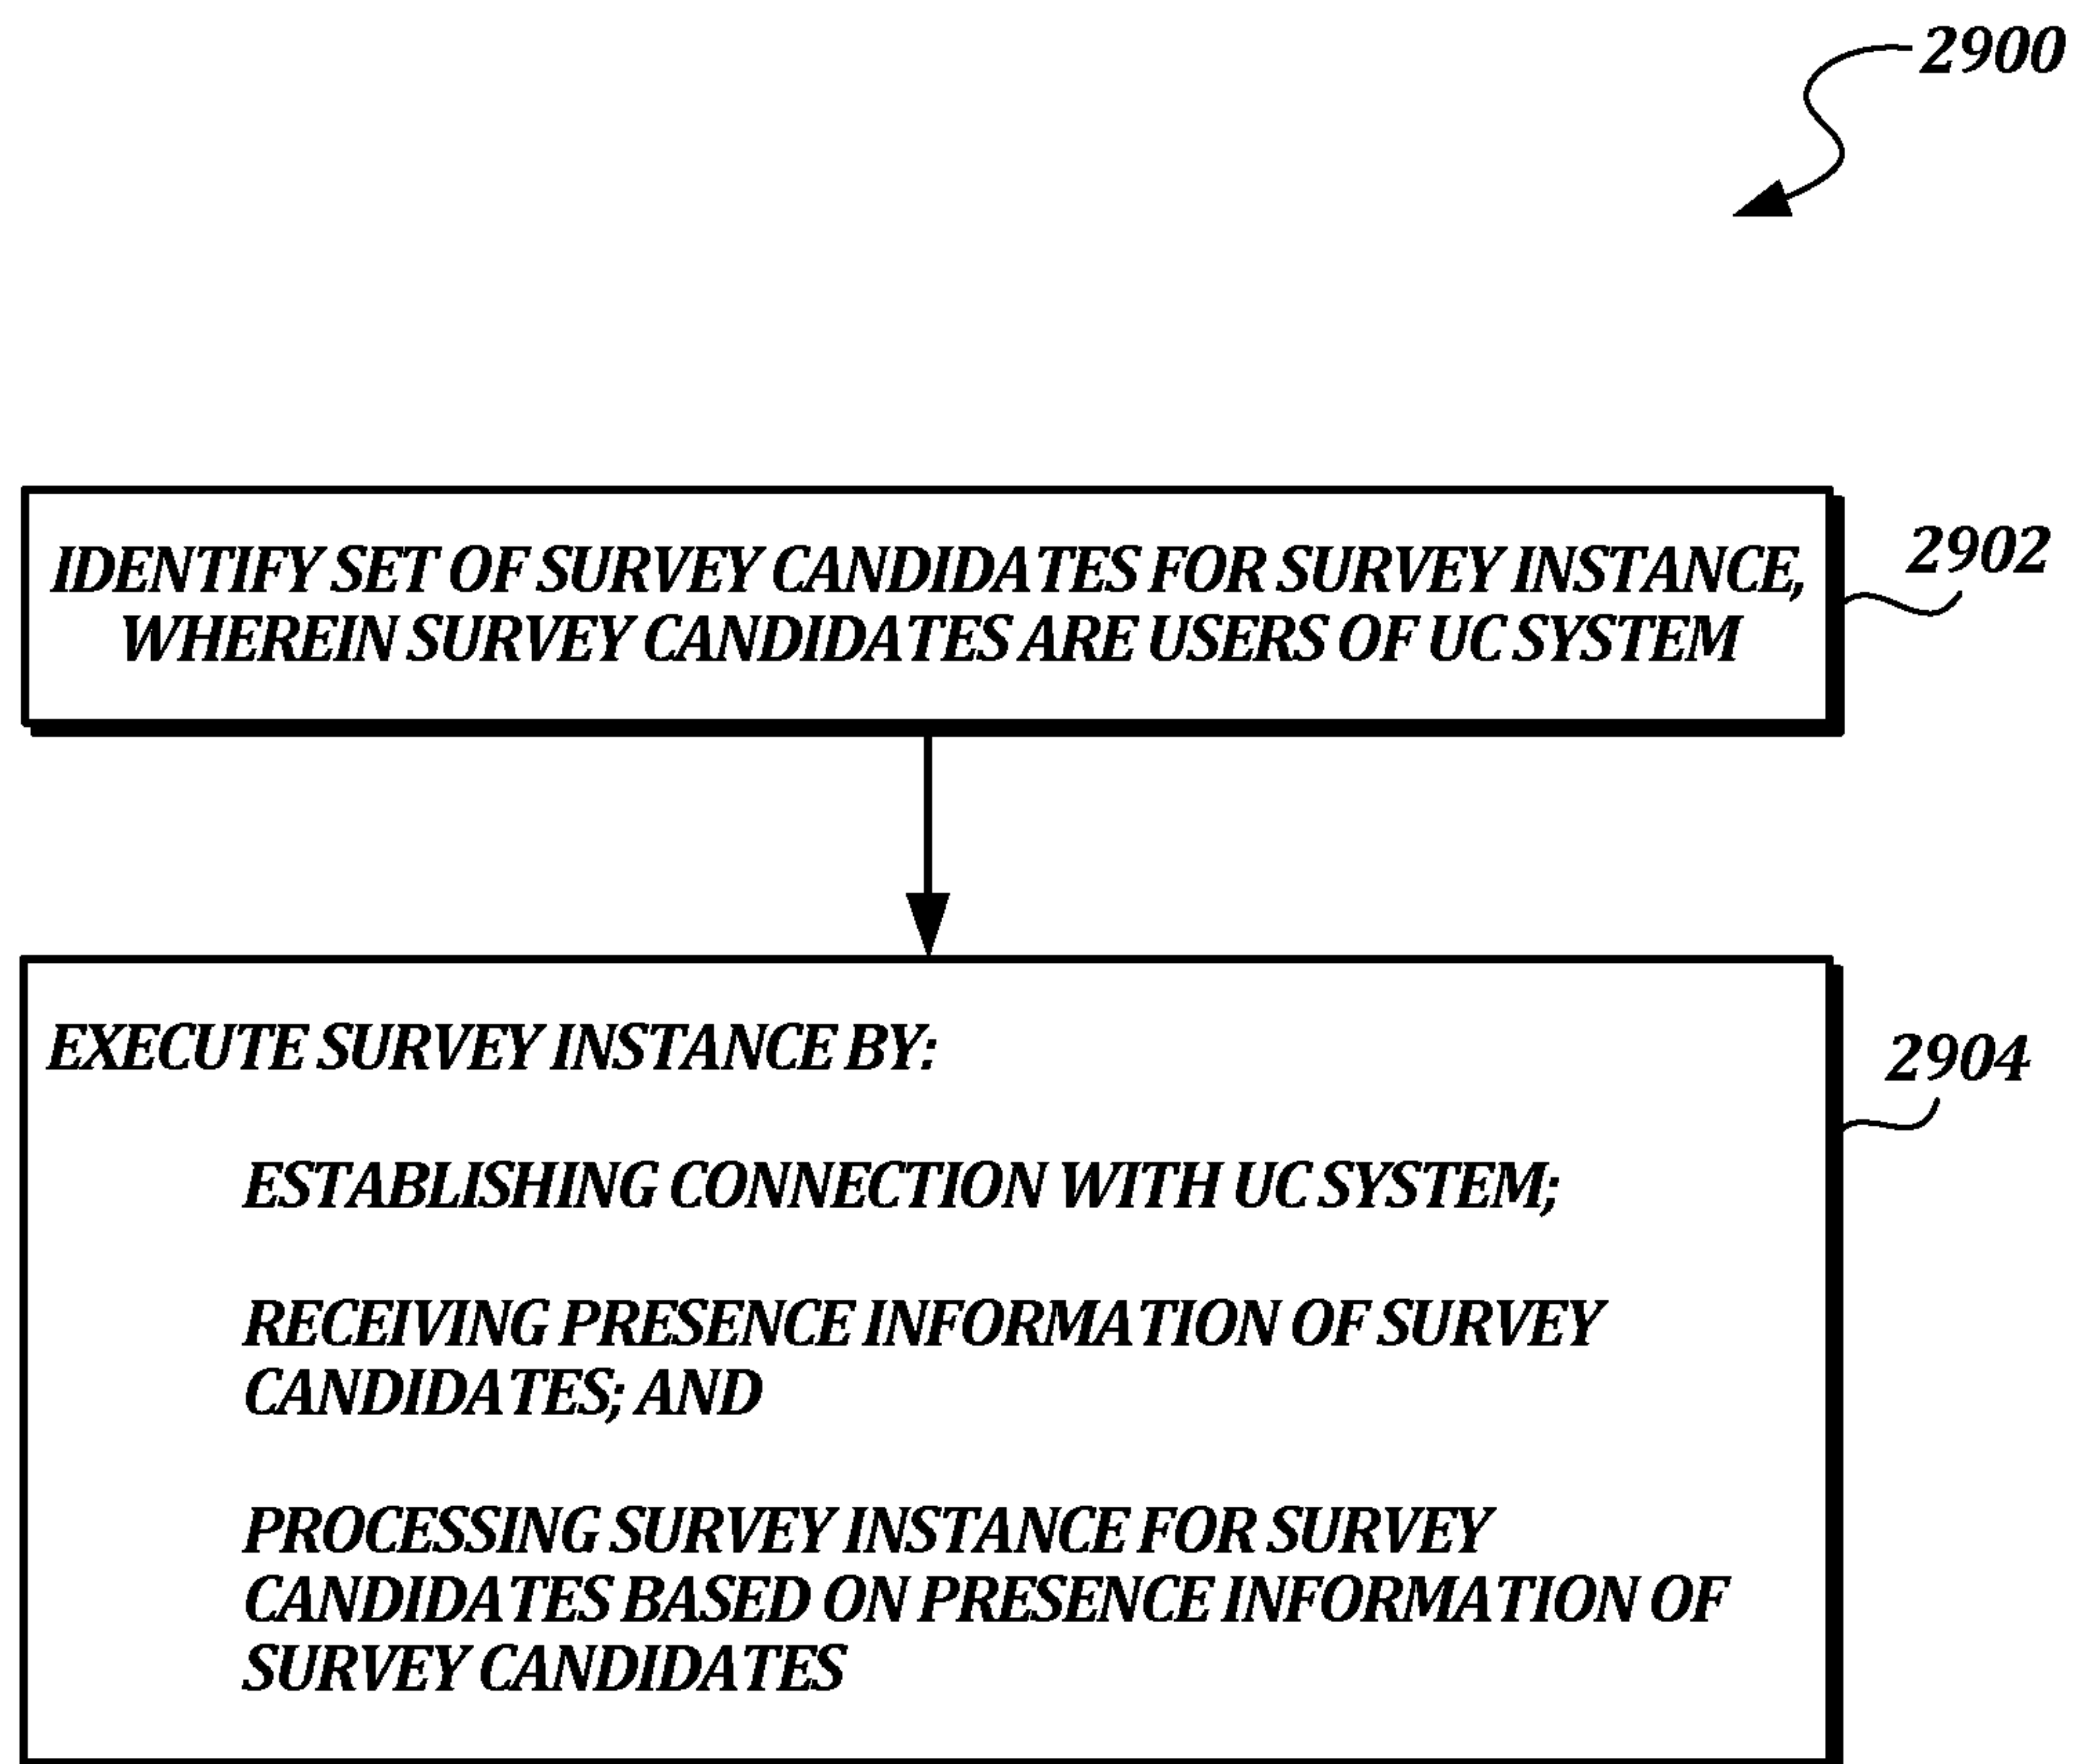 2900
IDENTIFY SET OF SURVEY CANDIDATES FOR SURVEY INSTANCE,
WHEREIN SURVEY CANDIDATES ARE USERS OF UC SYSTEM
2902
EXECUTE SURVEY INSTANCE BY:
2904
ESTABLISHING CONNECTION WITH UC SYSTEM;
RECEIVING PRESENCE INFORMATION OF SURVEY
CANDIDATES; AND
PROCESSING SURVEY INSTANCE FOR SURVEY
CANDIDATES BASED ON PRESENCE INFORMATION OF
SURVEY CANDIDATES